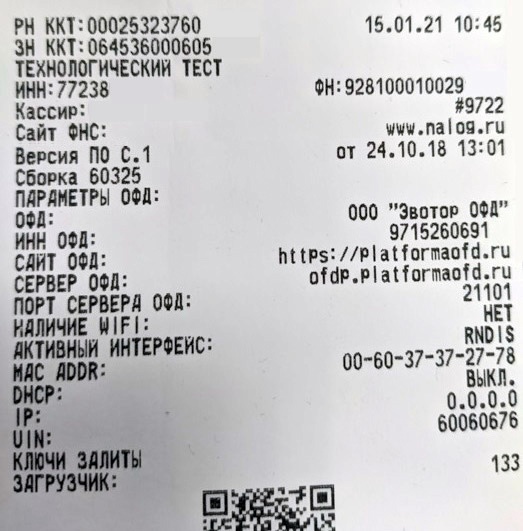 РН ККТ:00025323760 15.01.21 10:45
ЗН ККТ:064536000605
ТЕХНОЛОГИЧЕСКИЙ ТЕСТ
ИНН:77238 ФН:928100010029
Кассир: #9722
Сайт ФНС: www.nalog.ru
Версия ПО С.1 от 24.10.18 13:01
Сборка 60325
ПАРАМЕТРЫ ОФД:
ОФД: ООО "Эвотор ОФД"
ИНН ОФД: 9715260691
САЙТ ОФД: https://platformaofd.ru
СЕРВЕР ОФД: ofdp.platformaofd.ru
ПОРТ СЕРВЕРА ОФД: 21101
НАЛИЧИЕ WIFI: НЕТ
АКТИВНЫЙ ИНТЕРФЕЙС: RNDIS
MAC ADDR: 00-60-37-37-27-78
DHCP: ВЫКЛ.
IP: 0.0.0.0
UIN: 60060676
КЛЮЧИ ЗАЛИТЫ
ЗАГРУЗЧИК: 133